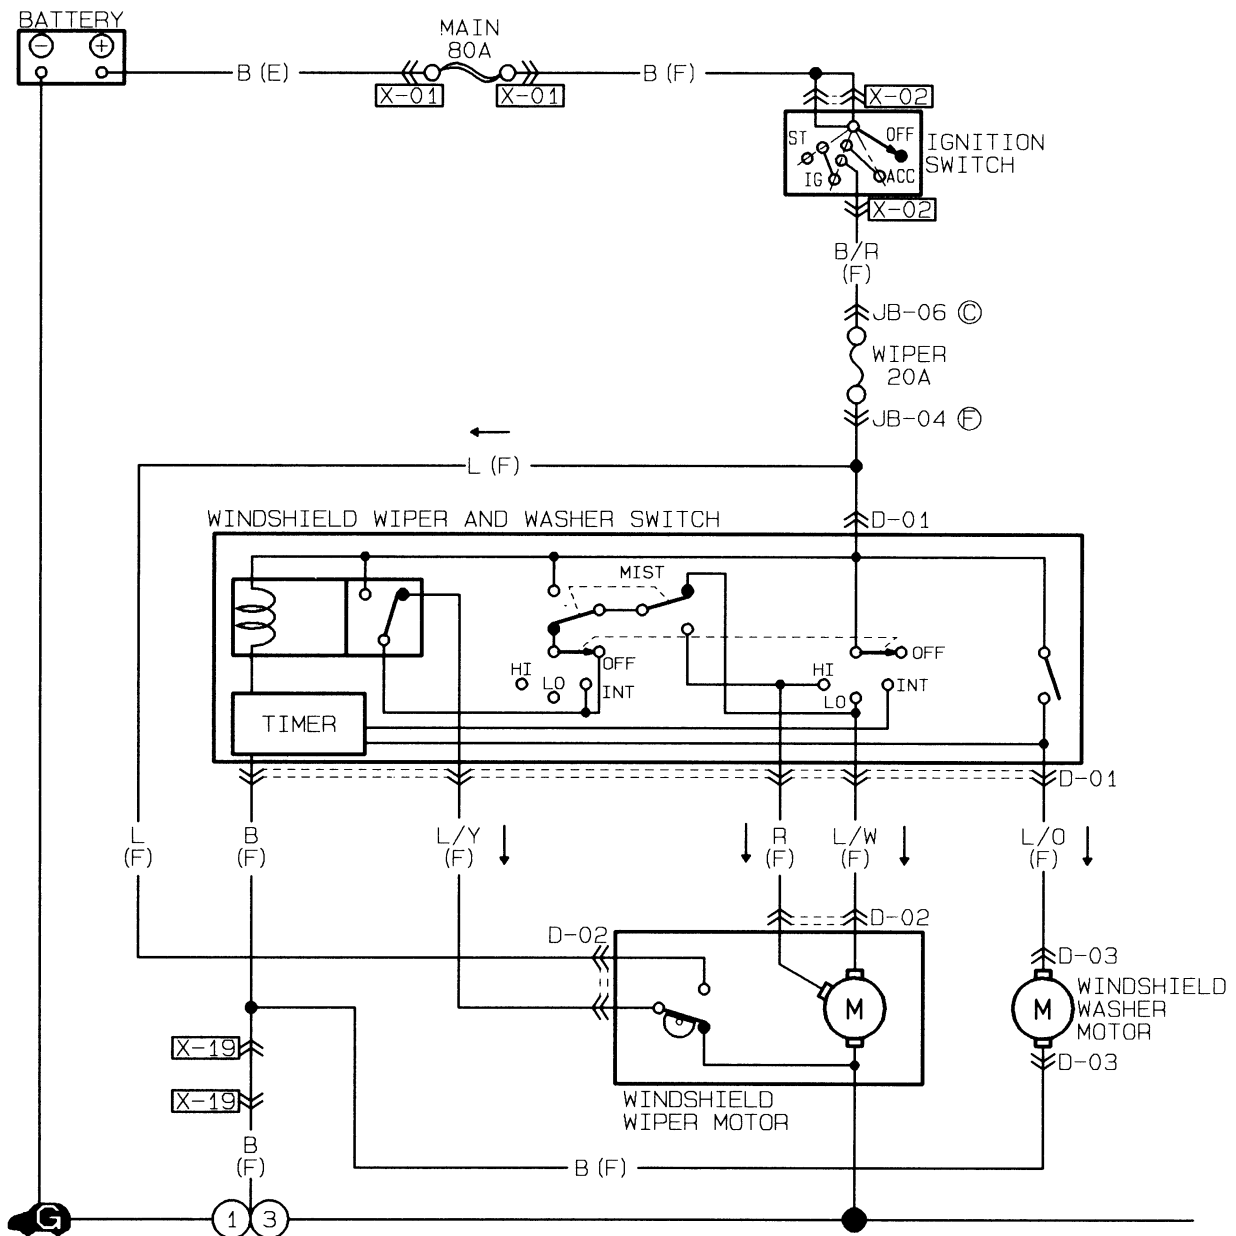 BATTERY
− +
MAIN
80A
B (E)
B (F)
X-01
X-01
X-02
ST
OFF
IG
ACC
IGNITION
SWITCH
X-02
B/R
(F)
JB-06 Ⓒ
WIPER
20A
JB-04 Ⓕ
L (F)
D-01
WINDSHIELD WIPER AND WASHER SWITCH
MIST
OFF
OFF
HI
LO
INT
HI
LO
INT
TIMER
D-01
L
(F)
B
(F)
L/Y
(F)
R
(F)
L/W
(F)
L/O
(F)
D-02
D-02
D-03
M
M
WINDSHIELD
WASHER
MOTOR
X-19
D-03
X-19
WINDSHIELD
WIPER MOTOR
B
(F)
B (F)
G
1
3